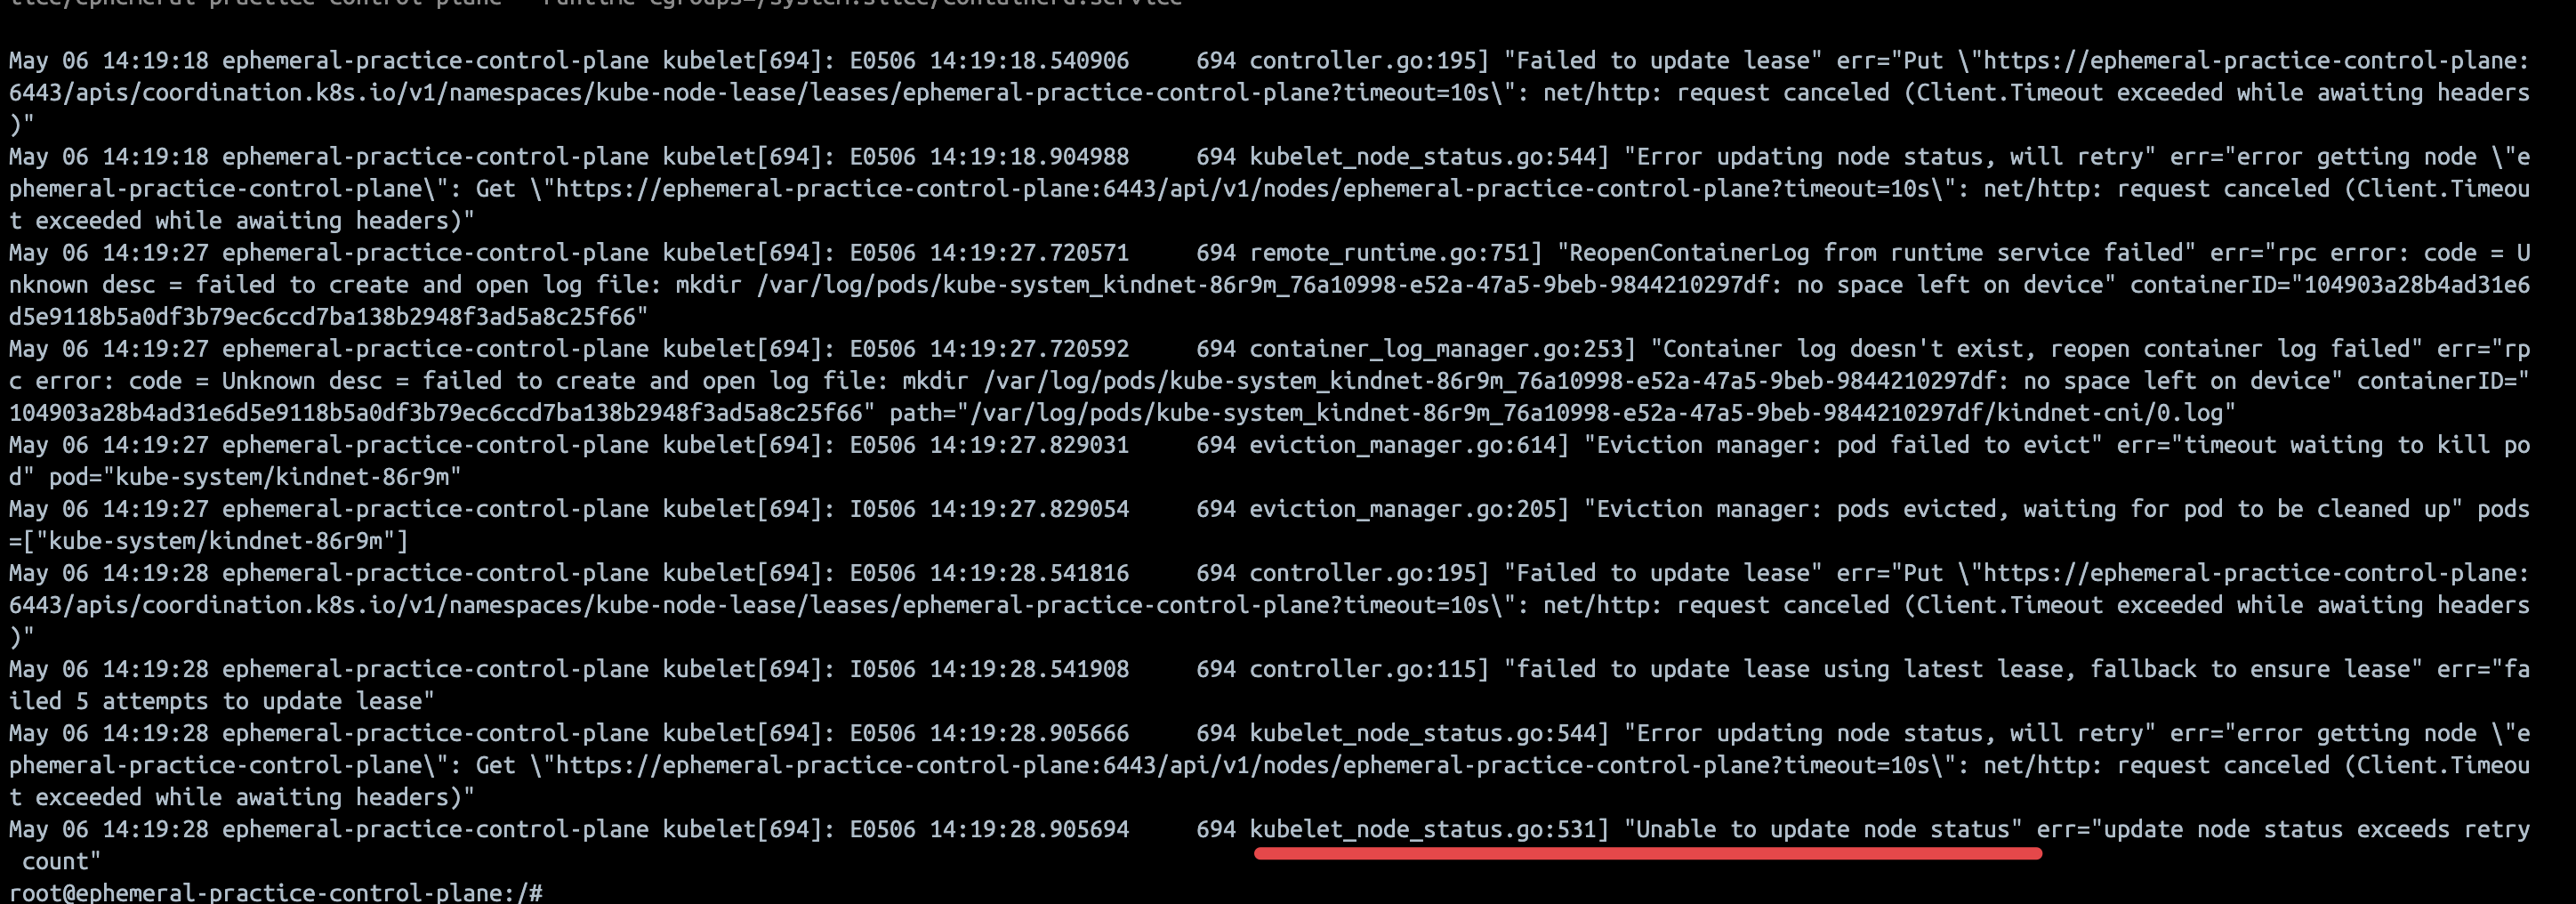 slice/ephemeral-practice-control-plane --runtime-cgroups=/system.slice/containerd.service
May 06 14:19:18 ephemeral-practice-control-plane kubelet[694]: E0506 14:19:18.540906     694 controller.go:195] "Failed to update lease" err="Put \"https://ephemeral-practice-control-plane:
6443/apis/coordination.k8s.io/v1/namespaces/kube-node-lease/leases/ephemeral-practice-control-plane?timeout=10s\": net/http: request canceled (Client.Timeout exceeded while awaiting headers
)"
May 06 14:19:18 ephemeral-practice-control-plane kubelet[694]: E0506 14:19:18.904988     694 kubelet_node_status.go:544] "Error updating node status, will retry" err="error getting node \"e
phemeral-practice-control-plane\": Get \"https://ephemeral-practice-control-plane:6443/api/v1/nodes/ephemeral-practice-control-plane?timeout=10s\": net/http: request canceled (Client.Timeou
t exceeded while awaiting headers)"
May 06 14:19:27 ephemeral-practice-control-plane kubelet[694]: E0506 14:19:27.720571     694 remote_runtime.go:751] "ReopenContainerLog from runtime service failed" err="rpc error: code = U
nknown desc = failed to create and open log file: mkdir /var/log/pods/kube-system_kindnet-86r9m_76a10998-e52a-47a5-9beb-9844210297df: no space left on device" containerID="104903a28b4ad31e6
d5e9118b5a0df3b79ec6ccd7ba138b2948f3ad5a8c25f66"
May 06 14:19:27 ephemeral-practice-control-plane kubelet[694]: E0506 14:19:27.720592     694 container_log_manager.go:253] "Container log doesn't exist, reopen container log failed" err="rp
c error: code = Unknown desc = failed to create and open log file: mkdir /var/log/pods/kube-system_kindnet-86r9m_76a10998-e52a-47a5-9beb-9844210297df: no space left on device" containerID="
104903a28b4ad31e6d5e9118b5a0df3b79ec6ccd7ba138b2948f3ad5a8c25f66" path="/var/log/pods/kube-system_kindnet-86r9m_76a10998-e52a-47a5-9beb-9844210297df/kindnet-cni/0.log"
May 06 14:19:27 ephemeral-practice-control-plane kubelet[694]: E0506 14:19:27.829031     694 eviction_manager.go:614] "Eviction manager: pod failed to evict" err="timeout waiting to kill po
d" pod="kube-system/kindnet-86r9m"
May 06 14:19:27 ephemeral-practice-control-plane kubelet[694]: I0506 14:19:27.829054     694 eviction_manager.go:205] "Eviction manager: pods evicted, waiting for pod to be cleaned up" pods
=["kube-system/kindnet-86r9m"]
May 06 14:19:28 ephemeral-practice-control-plane kubelet[694]: E0506 14:19:28.541816     694 controller.go:195] "Failed to update lease" err="Put \"https://ephemeral-practice-control-plane:
6443/apis/coordination.k8s.io/v1/namespaces/kube-node-lease/leases/ephemeral-practice-control-plane?timeout=10s\": net/http: request canceled (Client.Timeout exceeded while awaiting headers
)"
May 06 14:19:28 ephemeral-practice-control-plane kubelet[694]: I0506 14:19:28.541908     694 controller.go:115] "failed to update lease using latest lease, fallback to ensure lease" err="fa
iled 5 attempts to update lease"
May 06 14:19:28 ephemeral-practice-control-plane kubelet[694]: E0506 14:19:28.905666     694 kubelet_node_status.go:544] "Error updating node status, will retry" err="error getting node \"e
phemeral-practice-control-plane\": Get \"https://ephemeral-practice-control-plane:6443/api/v1/nodes/ephemeral-practice-control-plane?timeout=10s\": net/http: request canceled (Client.Timeou
t exceeded while awaiting headers)"
May 06 14:19:28 ephemeral-practice-control-plane kubelet[694]: E0506 14:19:28.905694     694 kubelet_node_status.go:531] "Unable to update node status" err="update node status exceeds retry
 count"
root@ephemeral-practice-control-plane:/#